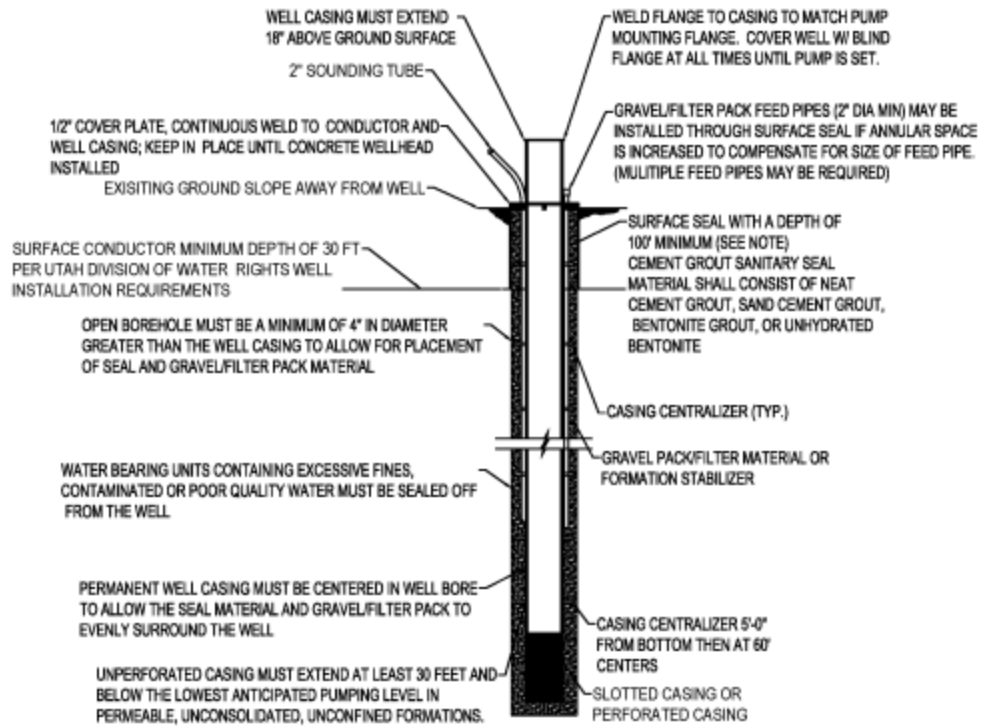 WELL CASING MUST EXTEND
18" ABOVE GROUND SURFACE
2" SOUNDING TUBE
1/2" COVER PLATE, CONTINUOUS WELD TO CONDUCTOR AND
WELL CASING; KEEP IN PLACE UNTIL CONCRETE WELLHEAD
INSTALLED
EXISITING GROUND SLOPE AWAY FROM WELL
SURFACE CONDUCTOR MINIMUM DEPTH OF 30 FT
PER UTAH DIVISION OF WATER RIGHTS WELL
INSTALLATION REQUIREMENTS
OPEN BOREHOLE MUST BE A MINIMUM OF 4" IN DIAMETER
GREATER THAN THE WELL CASING TO ALLOW FOR PLACEMENT
OF SEAL AND GRAVEL/FILTER PACK MATERIAL
WATER BEARING UNITS CONTAINING EXCESSIVE FINES,
CONTAMINATED OR POOR QUALITY WATER MUST BE SEALED OFF
FROM THE WELL
PERMANENT WELL CASING MUST BE CENTERED IN WELL BORE
TO ALLOW THE SEAL MATERIAL AND GRAVEL/FILTER PACK TO
EVENLY SURROUND THE WELL
UNPERFORATED CASING MUST EXTEND AT LEAST 30 FEET AND
BELOW THE LOWEST ANTICIPATED PUMPING LEVEL IN
PERMEABLE, UNCONSOLIDATED, UNCONFINED FORMATIONS.
WELD FLANGE TO CASING TO MATCH PUMP
MOUNTING FLANGE. COVER WELL W/ BLIND
FLANGE AT ALL TIMES UNTIL PUMP IS SET.
GRAVEL/FILTER PACK FEED PIPES (2" DIA MIN) MAY BE
INSTALLED THROUGH SURFACE SEAL IF ANNULAR SPACE
IS INCREASED TO COMPENSATE FOR SIZE OF FEED PIPE.
(MULITIPLE FEED PIPES MAY BE REQUIRED)
SURFACE SEAL WITH A DEPTH OF
100' MINIMUM (SEE NOTE)
CEMENT GROUT SANITARY SEAL
MATERIAL SHALL CONSIST OF NEAT
CEMENT GROUT, SAND CEMENT GROUT,
BENTONITE GROUT, OR UNHYDRATED
BENTONITE
CASING CENTRALIZER (TYP.)
GRAVEL PACK/FILTER MATERIAL OR
FORMATION STABILIZER
CASING CENTRALIZER 5'-0"
FROM BOTTOM THEN AT 60'
CENTERS
SLOTTED CASING OR
PERFORATED CASING